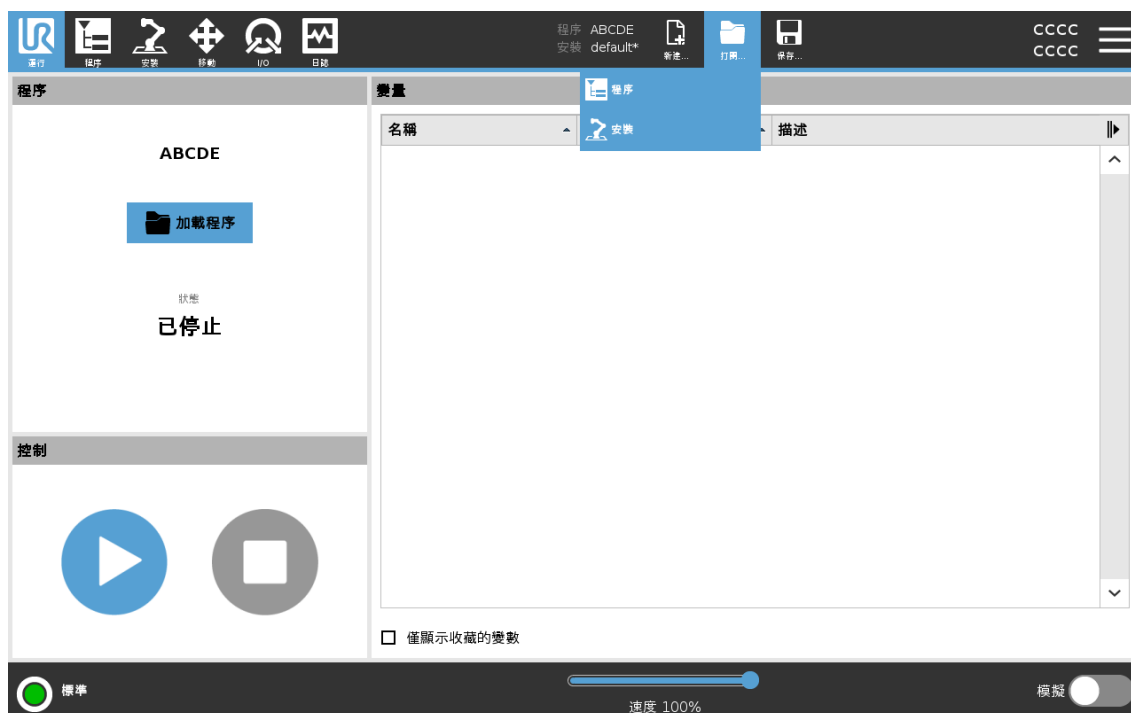 UR
運行
程序
安裝
移動
I/O
日誌
程序 ABCDE
安裝 default*
新建...
打開...
保存...
CCCC
CCCC
程序
變量
程序
安裝
名稱
描述
ABCDE
加載程序
狀態
已停止
控制
僅顯示收藏的變數
標準
速度 100%
模擬